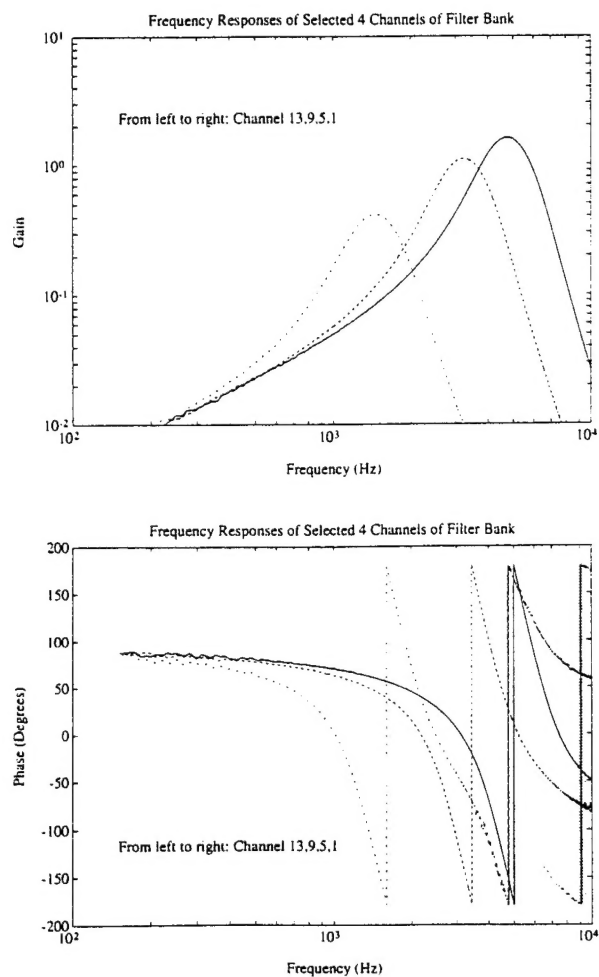 Frequency Responses of Selected 4 Channels of Filter Bank
10¹
From left to right: Channel 13.9.5.1
10⁰
Gain
10⁻¹
10⁻²
10² 10³ 10⁴
Frequency (Hz)
Frequency Responses of Selected 4 Channels of Filter Bank
200
150
100
50
0
Phase (Degrees)
-50
-100
From left to right: Channel 13.9.5.1
-150
-200
10² 10³ 10⁴
Frequency (Hz)